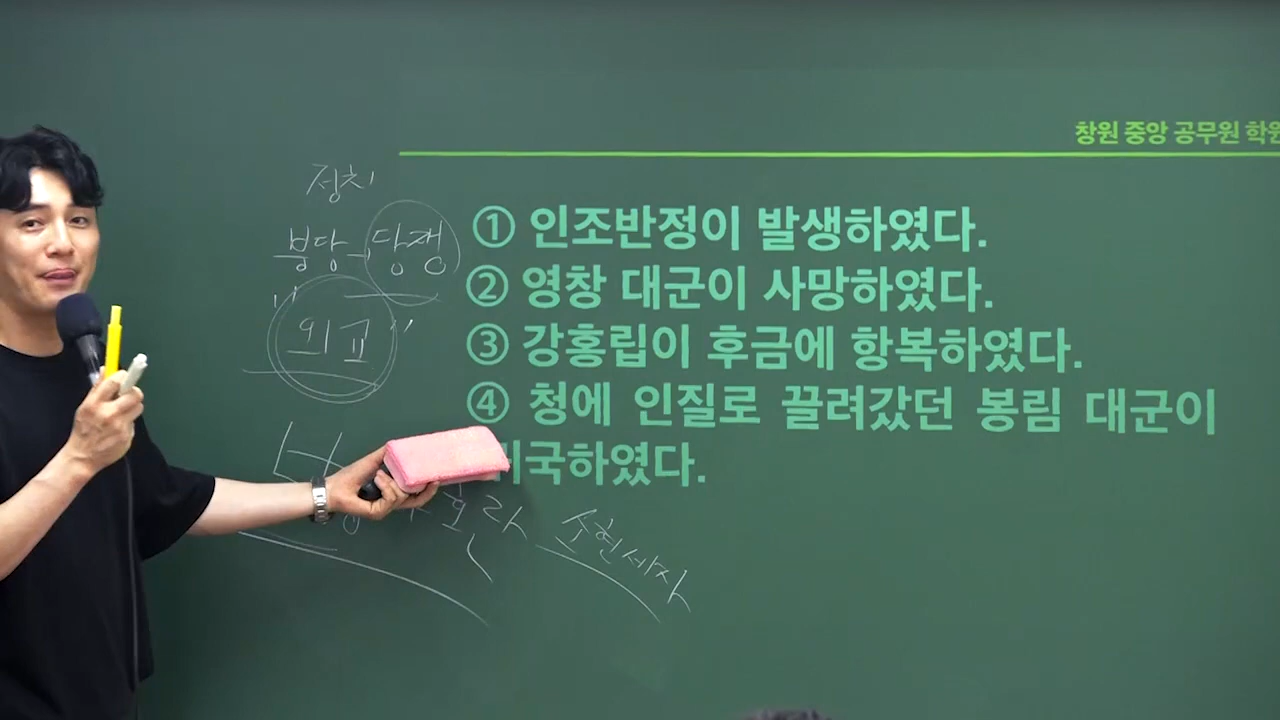 창원 중앙 공무원 학원
정치
붕당 - 당쟁
"외교"
① 인조반정이 발생하였다.
② 영창 대군이 사망하였다.
③ 강홍립이 후금에 항복하였다.
④ 청에 인질로 끌려갔던 봉림 대군이
귀국하였다.
호란
소현세자